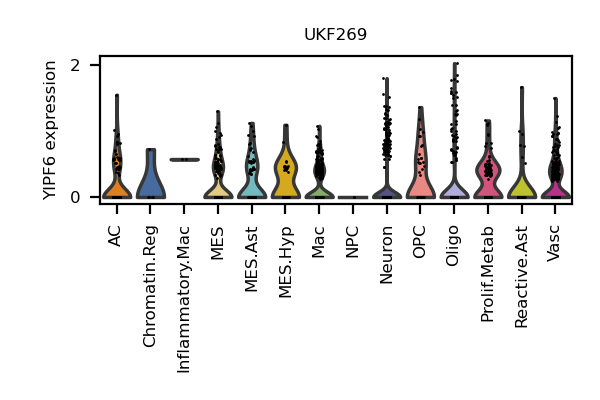 UKF269
YIPF6 expression
2
0
AC
Chromatin.Reg
Inflammatory.Mac
MES
MES.Ast
MES.Hyp
Mac
NPC
Neuron
OPC
Oligo
Prolif.Metab
Reactive.Ast
Vasc